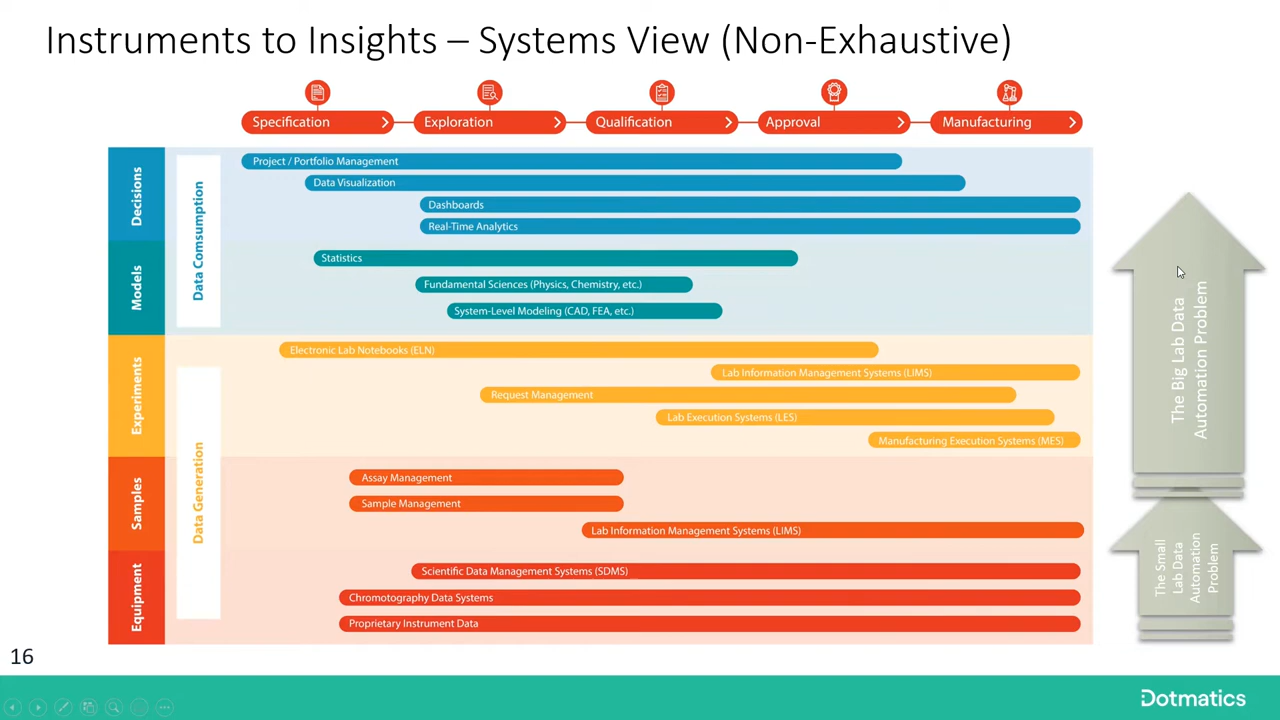 Instruments to Insights – Systems View (Non-Exhaustive)
Specification
Exploration
Qualification
Approval
Manufacturing
Decisions
Data Comsumption
Project / Portfolio Management
Data Visualization
Dashboards
Real-Time Analytics
Models
Statistics
Fundamental Sciences (Physics, Chemistry, etc.)
System-Level Modeling (CAD, FEA, etc.)
Experiments
Data Generation
Electronic Lab Notebooks (ELN)
Lab Information Management Systems (LIMS)
Request Management
Lab Execution Systems (LES)
Manufacturing Execution Systems (MES)
Samples
Assay Management
Sample Management
Lab Information Management Systems (LIMS)
Equipment
Scientific Data Management Systems (SDMS)
Chromotography Data Systems
Proprietary Instrument Data
The Big Lab Data
Automation Problem
The Small
Lab Data
Automation
Problem
16
Dotmatics